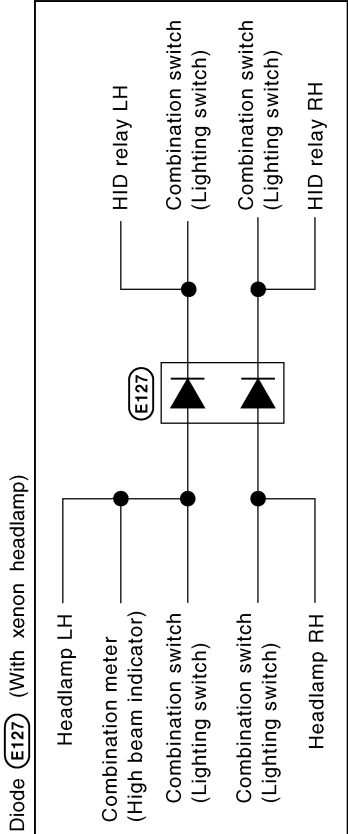 Diode E127 (With xenon headlamp)
HID relay LH
Combination switch
(Lighting switch)
Combination switch
(Lighting switch)
HID relay RH
E127
Headlamp LH
Combination meter
(High beam indicator)
Combination switch
(Lighting switch)
Combination switch
(Lighting switch)
Headlamp RH